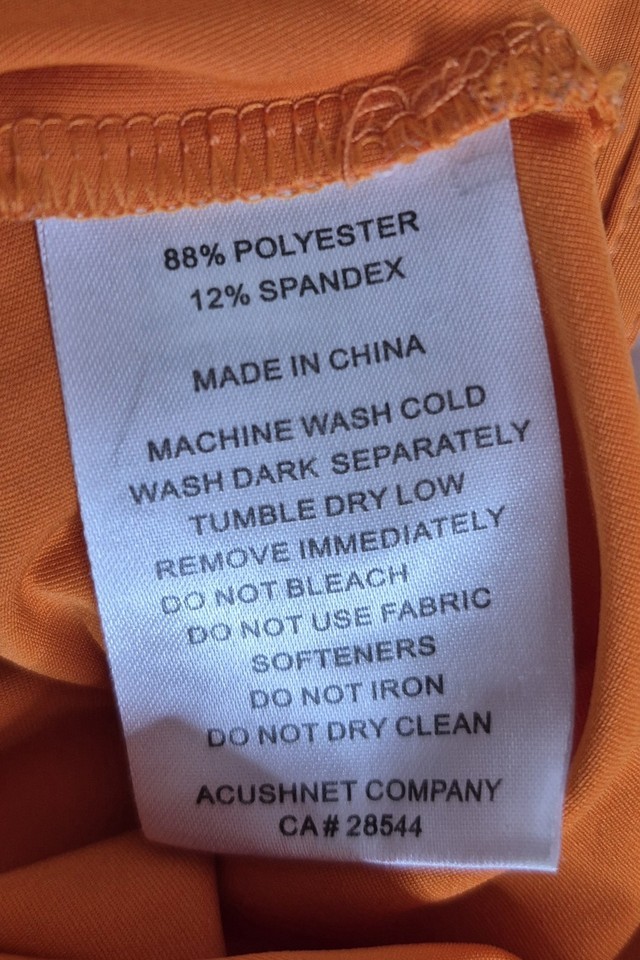 88% POLYESTER
12% SPANDEX
MADE IN CHINA
MACHINE WASH COLD
WASH DARK SEPARATELY
TUMBLE DRY LOW
REMOVE IMMEDIATELY
DO NOT BLEACH
DO NOT USE FABRIC
SOFTENERS
DO NOT IRON
DO NOT DRY CLEAN
ACUSHNET COMPANY
CA# 28544